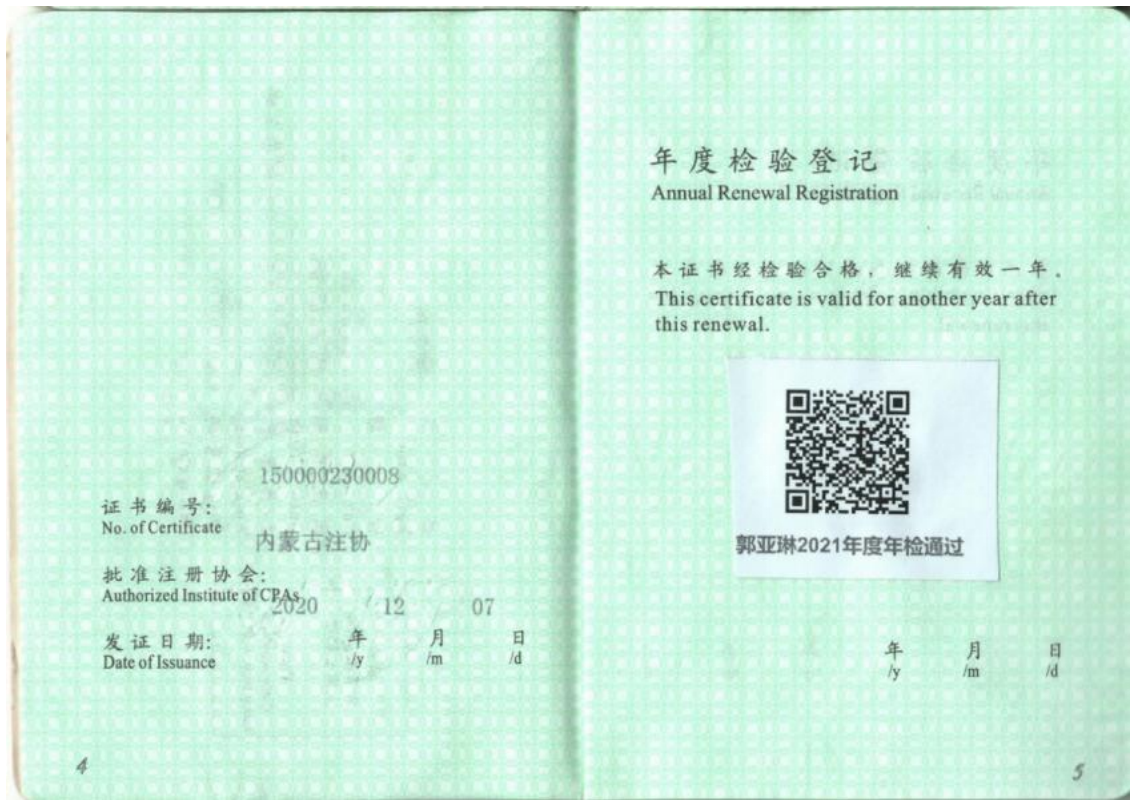 150000230008
证书编号:
No. of Certificate
内蒙古注协
批准注册协会:
Authorized Institute of CPAs
2020 / 12 07
发证日期: 年 月 日
Date of Issuance /y /m /d
4
年度检验登记
Annual Renewal Registration
本证书经检验合格，继续有效一年。
This certificate is valid for another year after
this renewal.
郭亚琳2021年度年检通过
年 月 日
/y /m /d
5